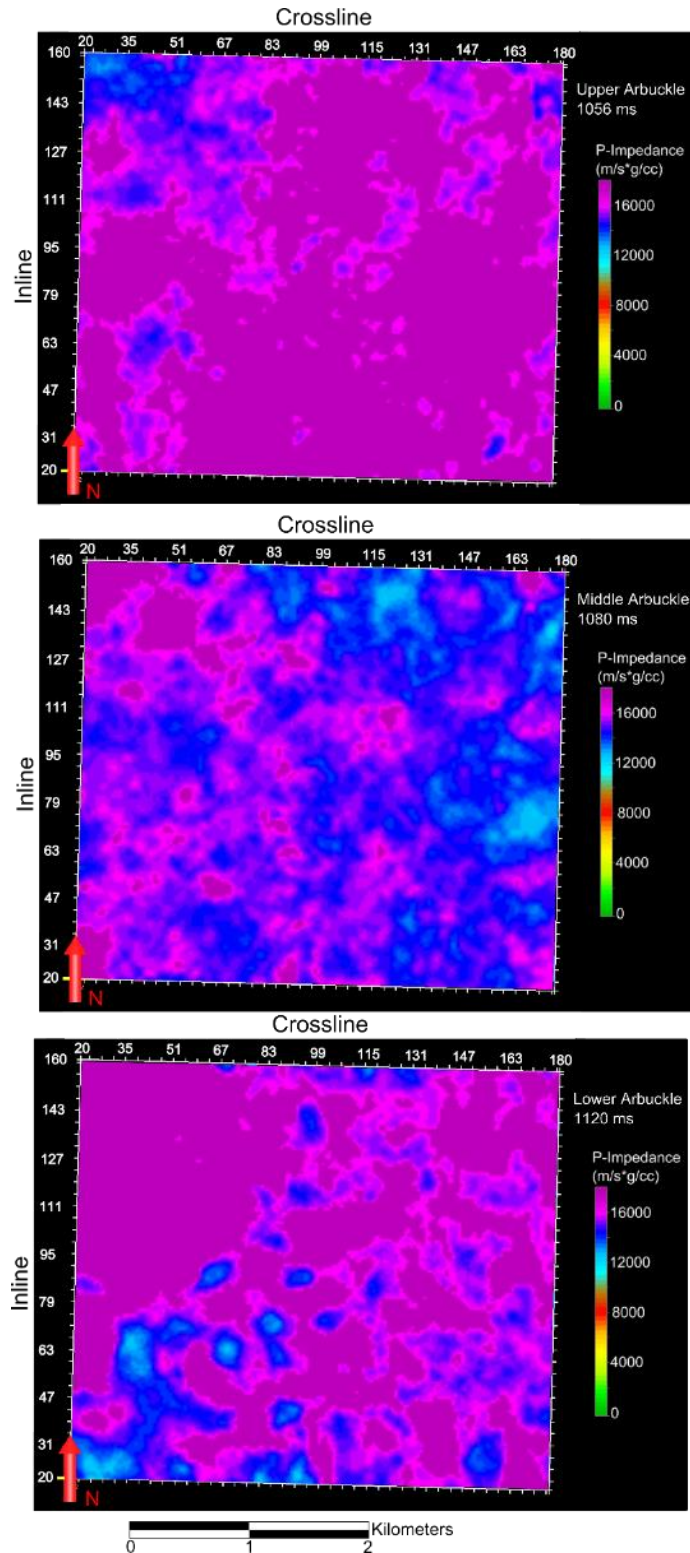 Crossline
20 35 51 67 83 99 115 131 147 163 180
160
143
127
111
95
79
63
47
31
20
Inline
N
Upper Arbuckle
1056 ms
P-Impedance
(m/s*g/cc)
16000
12000
8000
4000
0
Crossline
20 35 51 67 83 99 115 131 147 163 180
160
143
127
111
95
79
63
47
31
20
Inline
N
Middle Arbuckle
1080 ms
P-Impedance
(m/s*g/cc)
16000
12000
8000
4000
0
Crossline
20 35 51 67 83 99 115 131 147 163 180
160
143
127
111
95
79
63
47
31
20
Inline
N
Lower Arbuckle
1120 ms
P-Impedance
(m/s*g/cc)
16000
12000
8000
4000
0
Kilometers
0 1 2